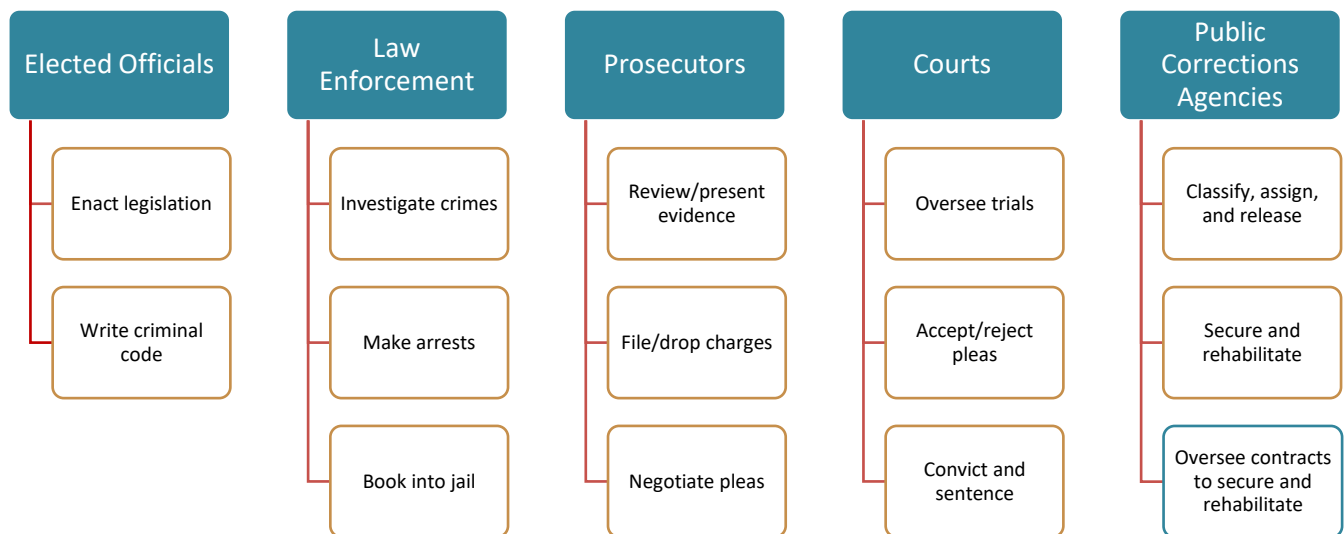 Elected Officials
Enact legislation
Write criminal
code
Law
Enforcement
Investigate crimes
Make arrests
Book into jail
Prosecutors
Review/present
evidence
File/drop charges
Negotiate pleas
Courts
Oversee trials
Accept/reject
pleas
Convict and
sentence
Public
Corrections
Agencies
Classify, assign,
and release
Secure and
rehabilitate
Oversee contracts
to secure and
rehabilitate